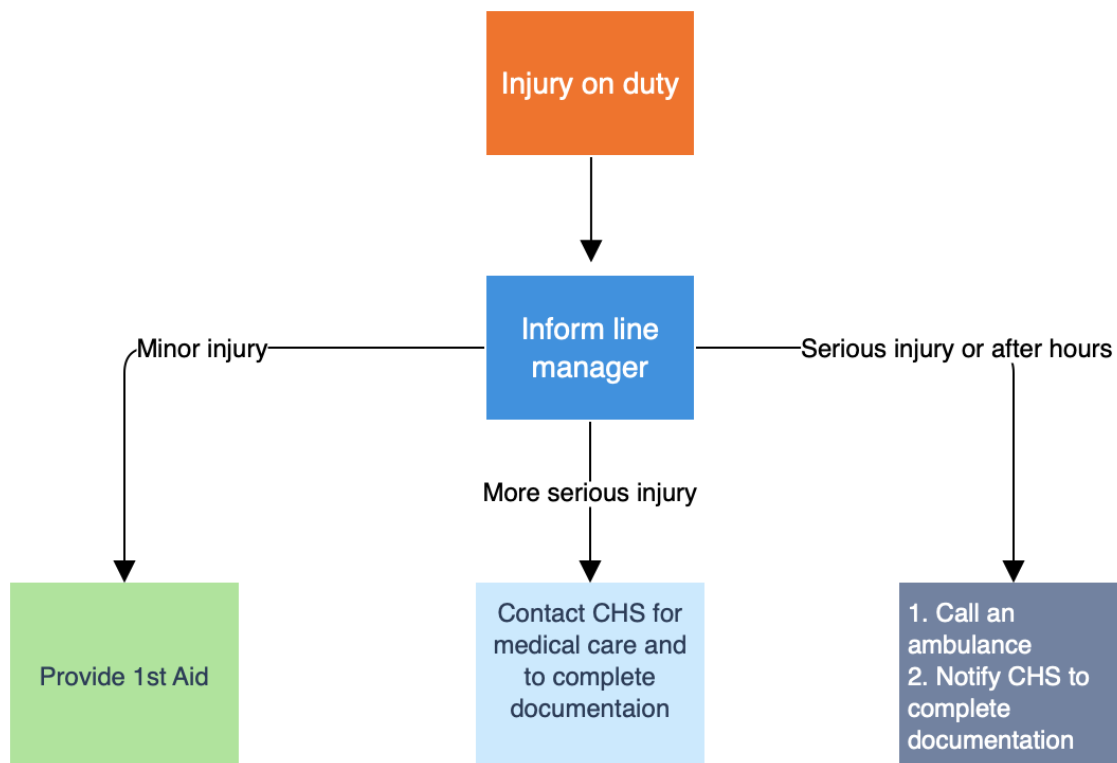 Injury on duty
Inform line
manager
Minor injury
Serious injury or after hours
More serious injury
Provide 1st Aid
Contact CHS for
medical care and
to complete
documentaion
1. Call an
ambulance
2. Notify CHS to
complete
documentation